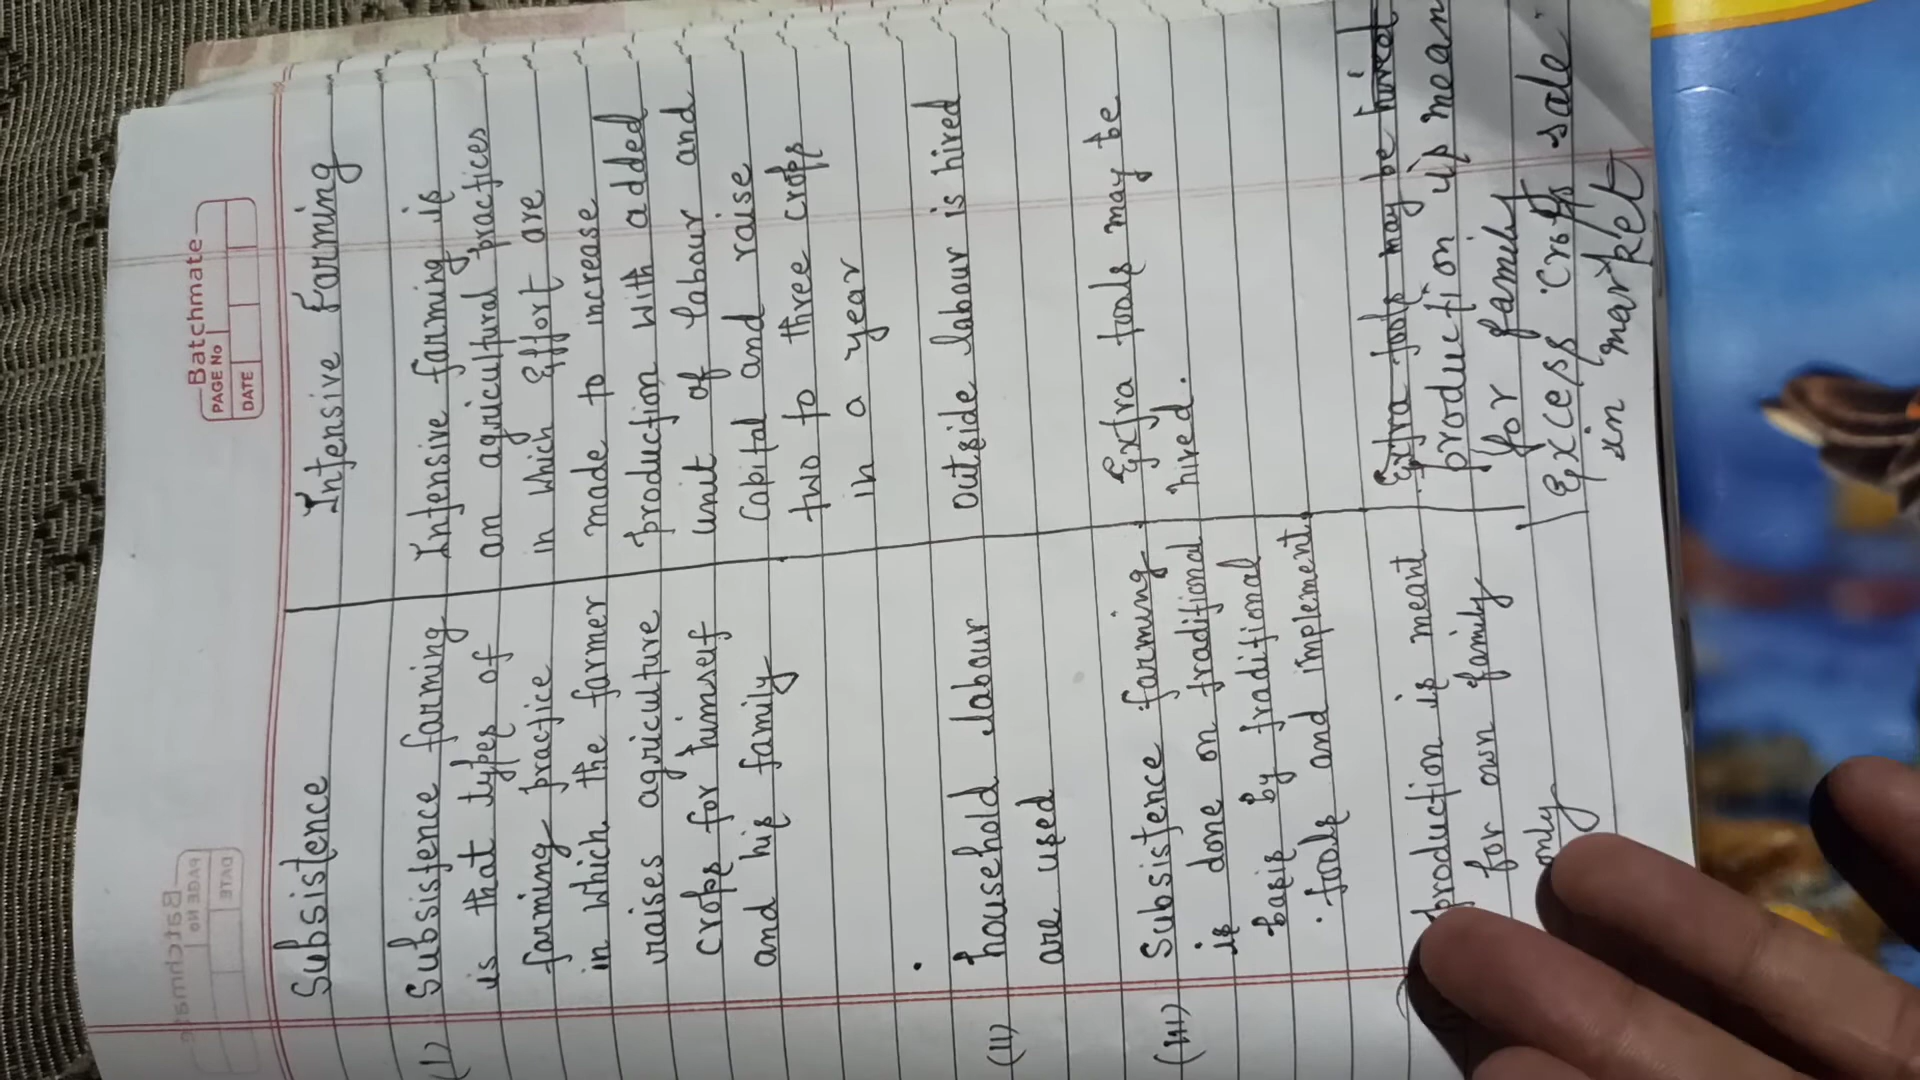 Batchmate
PAGE No
DATE
Subsistence
Intensive farming
(I) Subsistence farming
is that types of
farming practice
in which the farmer
raises agriculture
crops for himself
and his family
Intensive farming is
an agricultural practices
in which Effort are
made to increase
production with added
unit of labour and
capital and raise
two to three crops
in a year
(II) household labour
are used
outside labour is hired
(III) Subsistence farming
is done on traditional
basis by traditional
tools and implement
Extra tools may be
hired.
production is meant
for own family
only
Extra tools may be hired
production is mean
for family
Excess crops sale
in market